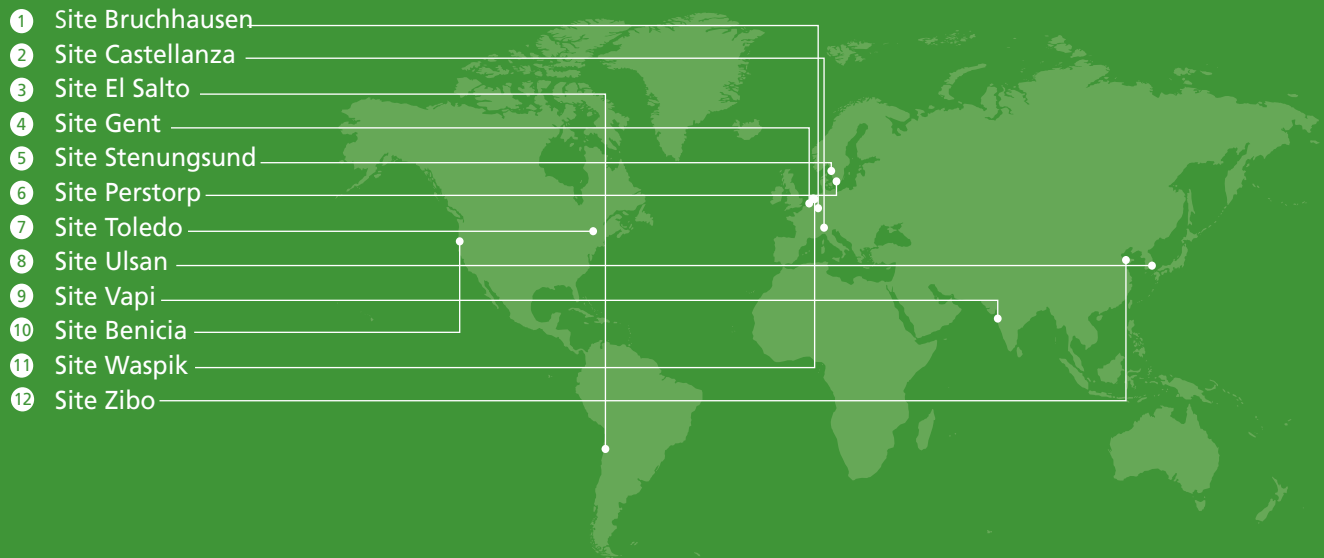 1 Site Bruchhausen
2 Site Castellanza
3 Site El Salto
4 Site Gent
5 Site Stenungsund
6 Site Perstorp
7 Site Toledo
8 Site Ulsan
9 Site Vapi
10 Site Benicia
11 Site Waspik
12 Site Zibo